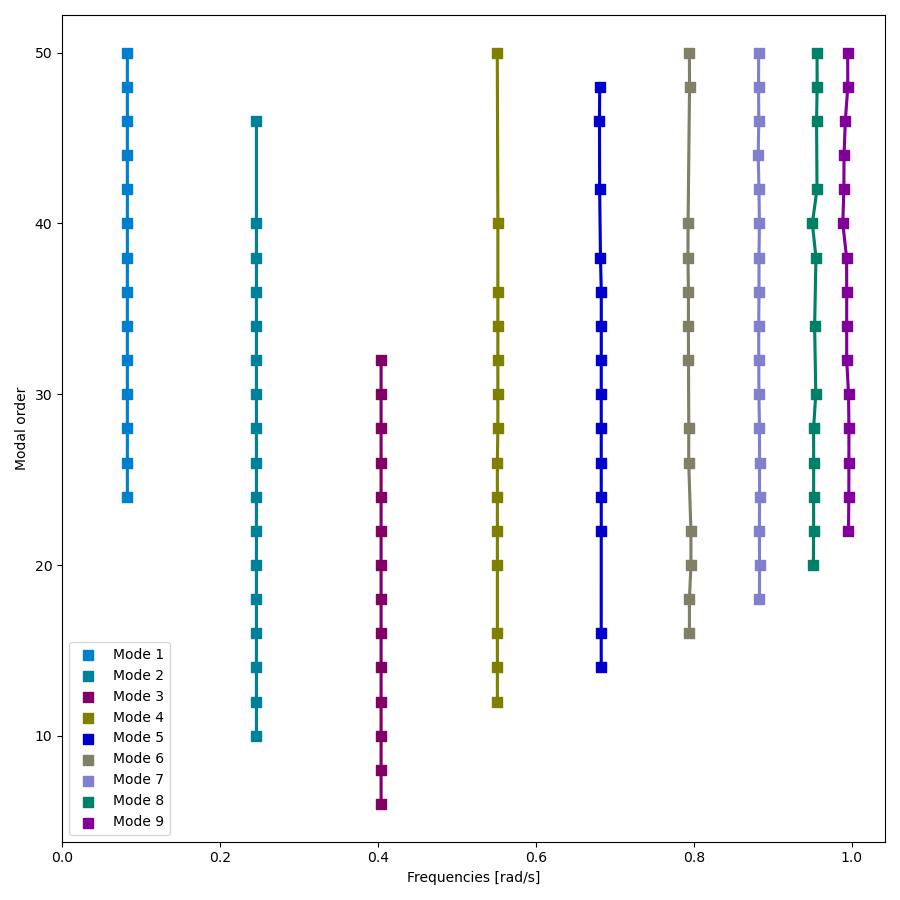 50
40
30
20
10
Modal order
Mode 1
Mode 2
Mode 3
Mode 4
Mode 5
Mode 6
Mode 7
Mode 8
Mode 9
0.0 0.2 0.4 0.6 0.8 1.0
Frequencies [rad/s]